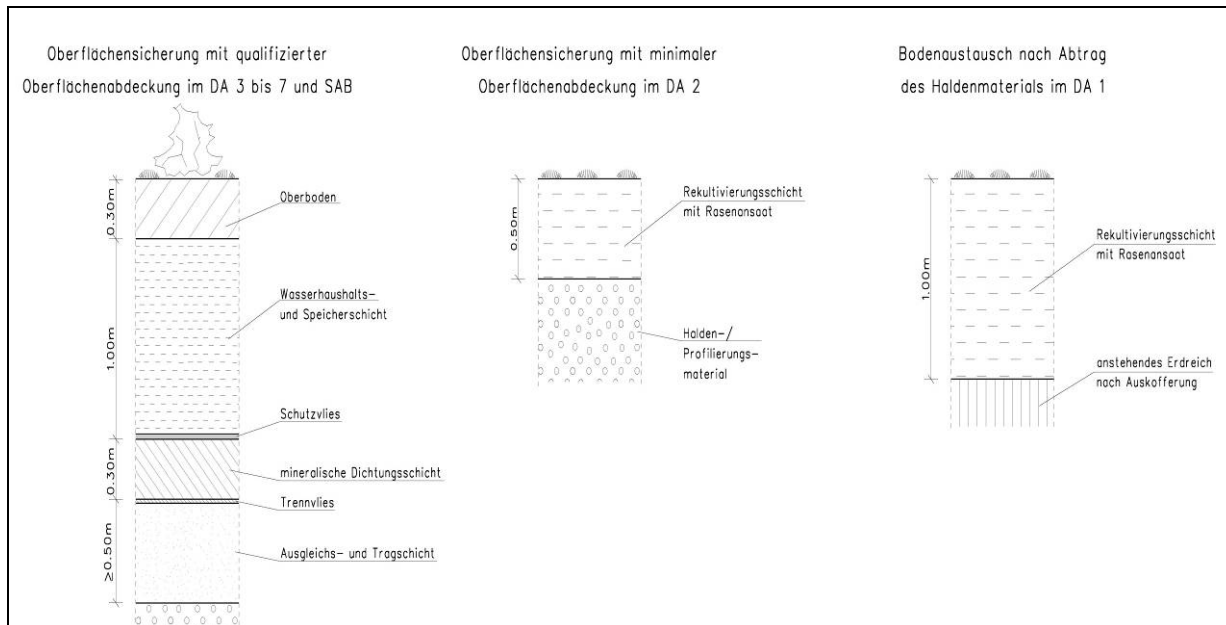 Oberflächensicherung mit qualifizierter
Oberflächenabdeckung im DA 3 bis 7 und SAB
0.30m
Oberboden
1.00m
Wasserhaushalts-
und Speicherschicht
Schutzvlies
0.30m
mineralische Dichtungsschicht
Trennvlies
≥0.50m
Ausgleichs- und Tragschicht
Oberflächensicherung mit minimaler
Oberflächenabdeckung im DA 2
0.50m
Rekultivierungsschicht
mit Rasenansaat
Halden-/
Profilierungs-
material
Bodenaustausch nach Abtrag
des Haldenmaterials im DA 1
1.00m
Rekultivierungsschicht
mit Rasenansaat
anstehendes Erdreich
nach Auskofferung